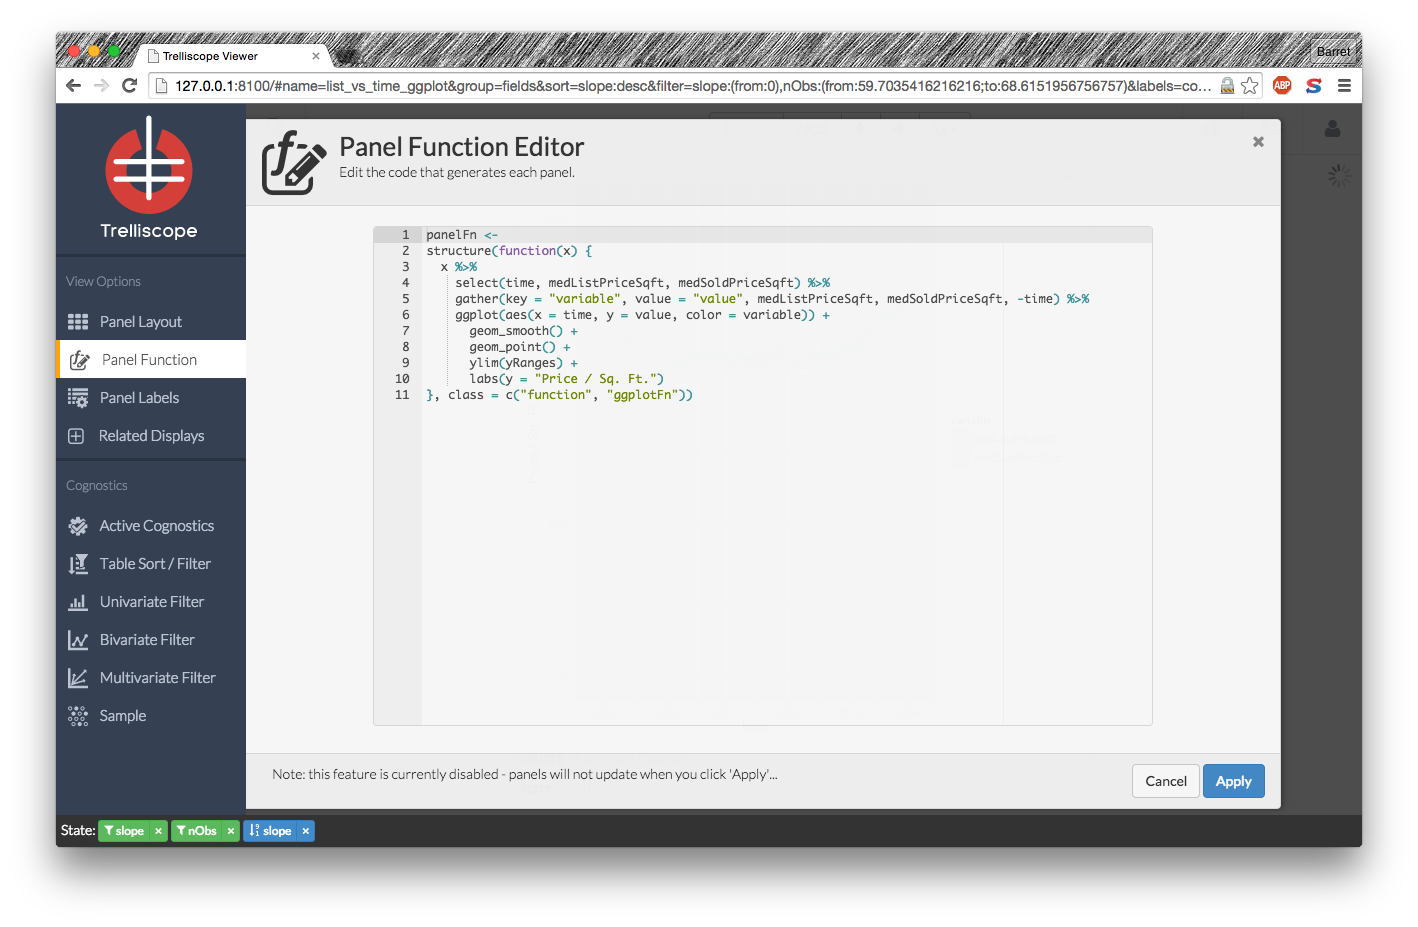 Trelliscope Viewer
Barret
127.0.0.1:8100/#name=list_vs_time_ggplot&group=fields&sort=slope:desc&filter=slope:(from:0),nObs:(from:59.7035416216216;to:68.6151956756757)&labels=co...
ABP
Trelliscope
View Options
Panel Layout
Panel Function
Panel Labels
Related Displays
Cognostics
Active Cognostics
Table Sort / Filter
Univariate Filter
Bivariate Filter
Multivariate Filter
Sample
Panel Function Editor
Edit the code that generates each panel.
1 panelFn <-
2 structure(function(x) {
3   x %>%
4     select(time, medListPriceSqft, medSoldPriceSqft) %>%
5     gather(key = "variable", value = "value", medListPriceSqft, medSoldPriceSqft, -time) %>%
6     ggplot(aes(x = time, y = value, color = variable)) +
7       geom_smooth() +
8       geom_point() +
9       ylim(yRanges) +
10       labs(y = "Price / Sq. Ft.")
11 }, class = c("function", "ggplotFn"))
Note: this feature is currently disabled - panels will not update when you click 'Apply'...
Cancel
Apply
State: slope × nObs × slope ×